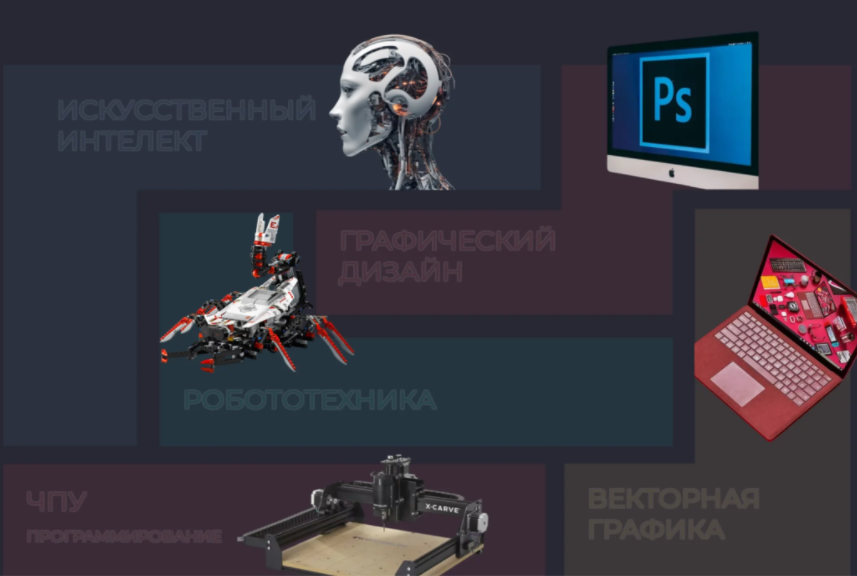 ИСКУССТВЕННЫЙ
ИНТЕЛЕКТ
Ps
ГРАФИЧЕСКИЙ
ДИЗАЙН
РОБОТОТЕХНИКА
ЧПУ
ПРОГРАММИРОВАНИЕ
X-CARVE
ВЕКТОРНАЯ
ГРАФИКА